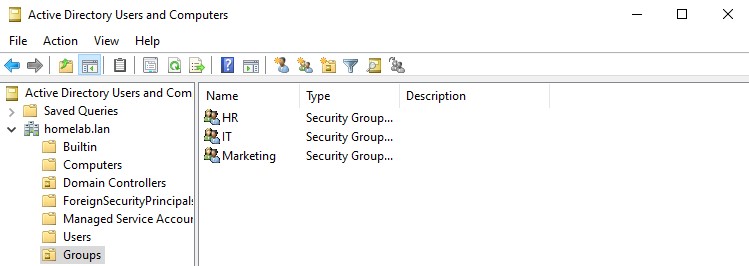 Active Directory Users and Computers
File Action View Help
Active Directory Users and Com
Saved Queries
homelab.lan
Builtin
Computers
Domain Controllers
ForeignSecurityPrincipals
Managed Service Accour
Users
Groups
Name Type Description
HR Security Group...
IT Security Group...
Marketing Security Group...